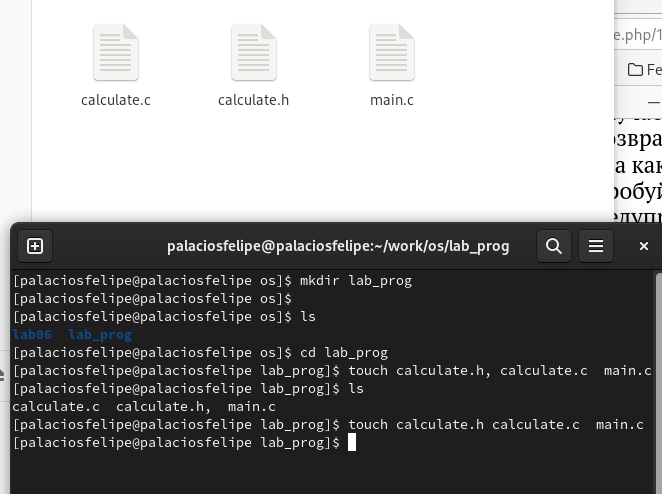 e.php/1
Fe
calculate.c calculate.h main.c
озвра
а как
робуй
palaciosfelipe@palaciosfelipe:~/work/os/lab_prog
[palaciosfelipe@palaciosfelipe os]$ mkdir lab_prog
[palaciosfelipe@palaciosfelipe os]$
[palaciosfelipe@palaciosfelipe os]$ ls
lab06 lab_prog
[palaciosfelipe@palaciosfelipe os]$ cd lab_prog
[palaciosfelipe@palaciosfelipe lab_prog]$ touch calculate.h, calculate.c  main.c
[palaciosfelipe@palaciosfelipe lab_prog]$ ls
calculate.c  calculate.h,  main.c
[palaciosfelipe@palaciosfelipe lab_prog]$ touch calculate.h calculate.c  main.c
[palaciosfelipe@palaciosfelipe lab_prog]$